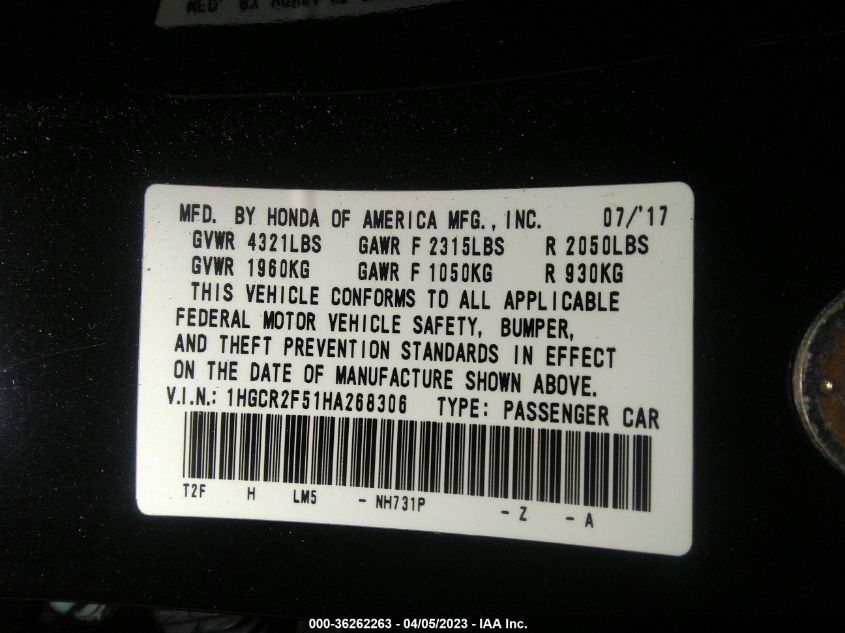 MFD. BY HONDA OF AMERICA MFG., INC. 07/'17
GVWR 4321LBS GAWR F 2315LBS R 2050LBS
GVWR 1960KG GAWR F 1050KG R 930KG
THIS VEHICLE CONFORMS TO ALL APPLICABLE
FEDERAL MOTOR VEHICLE SAFETY, BUMPER,
AND THEFT PREVENTION STANDARDS IN EFFECT
ON THE DATE OF MANUFACTURE SHOWN ABOVE.
V.I.N.: 1HGCR2F51HA268306 TYPE: PASSENGER CAR
T2F H LM5 - NH731P - Z - A
000-36262263 - 04/05/2023 - IAA Inc.